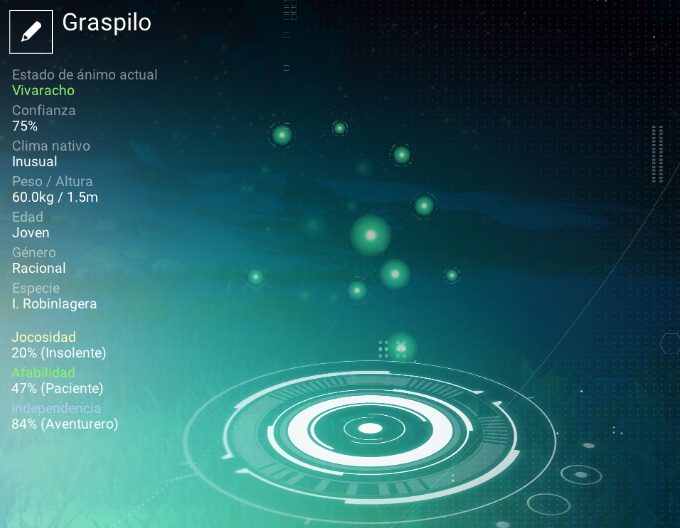 Graspilo
Estado de ánimo actual
Vivaracho
Confianza
75%
Clima nativo
Inusual
Peso / Altura
60.0kg / 1.5m
Edad
Joven
Género
Racional
Especie
I. Robinlagera
Jocosidad
20% (Insolente)
Afabilidad
47% (Paciente)
Independencia
84% (Aventurero)